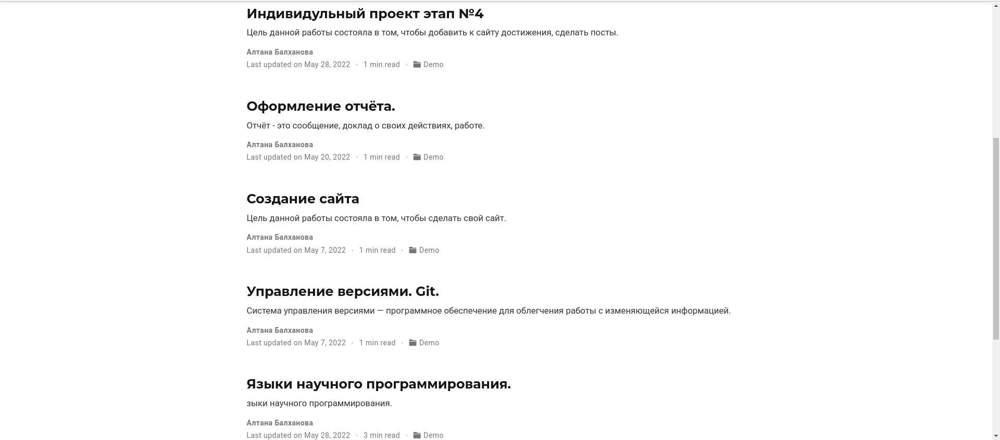 Индивидульный проект этап №4
Цель данной работы состояла в том, чтобы добавить к сайту достижения, сделать посты.
Алтана Балханова
Last updated on May 28, 2022 · 1 min read · Demo
Оформление отчёта.
Отчёт - это сообщение, доклад о своих действиях, работе.
Алтана Балханова
Last updated on May 20, 2022 · 1 min read · Demo
Создание сайта
Цель данной работы состояла в том, чтобы сделать свой сайт.
Алтана Балханова
Last updated on May 7, 2022 · 1 min read · Demo
Управление версиями. Git.
Система управления версиями — программное обеспечение для облегчения работы с изменяющейся информацией.
Алтана Балханова
Last updated on May 7, 2022 · 1 min read · Demo
Языки научного программирования.
зыки научного программирования.
Алтана Балханова
Last updated on May 28, 2022 · 3 min read · Demo